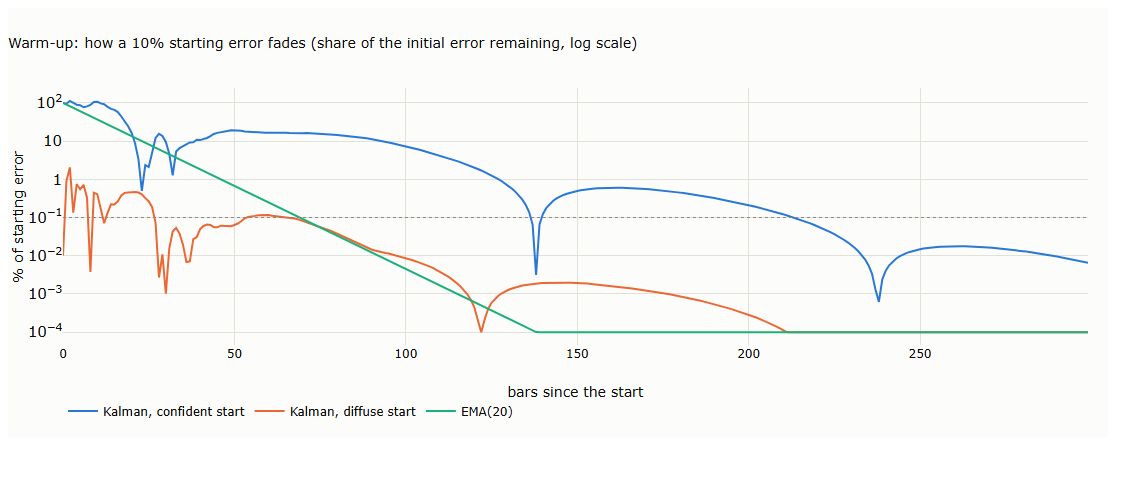 Warm-up: how a 10% starting error fades (share of the initial error remaining, log scale)
% of starting error
10²
10
1
10⁻¹
10⁻²
10⁻³
10⁻⁴
0 50 100 150 200 250
bars since the start
Kalman, confident start Kalman, diffuse start EMA(20)